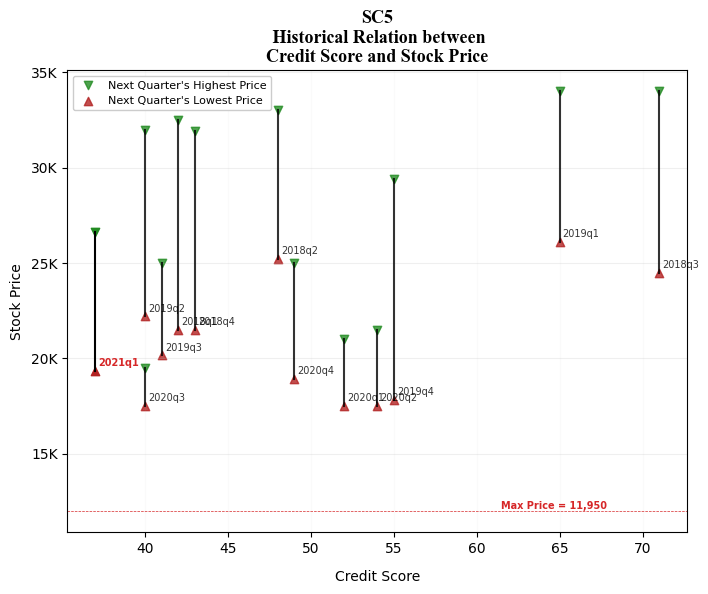 SC5
Historical Relation between
Credit Score and Stock Price
35K
Next Quarter's Highest Price
Next Quarter's Lowest Price
30K
2019q1
25K
2018q2
2018q3
2019q2
2018q1
2018q4
2019q3
20K
2021q1
2020q4
2019q4
2020q3
2020q1
2020q2
15K
Max Price = 11,950
40
45
50
55
60
65
70
Credit Score
Stock Price